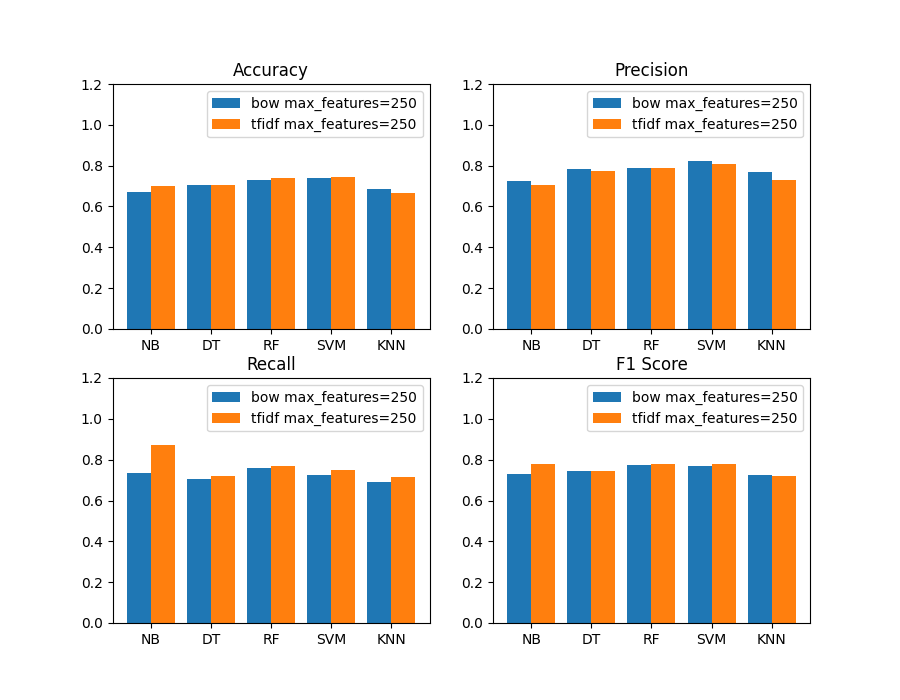 Accuracy
1.2
1.0
0.8
0.6
0.4
0.2
0.0
bow max_features=250
tfidf max_features=250
NB DT RF SVM KNN
Precision
1.2
1.0
0.8
0.6
0.4
0.2
0.0
bow max_features=250
tfidf max_features=250
NB DT RF SVM KNN
Recall
1.2
1.0
0.8
0.6
0.4
0.2
0.0
bow max_features=250
tfidf max_features=250
NB DT RF SVM KNN
F1 Score
1.2
1.0
0.8
0.6
0.4
0.2
0.0
bow max_features=250
tfidf max_features=250
NB DT RF SVM KNN